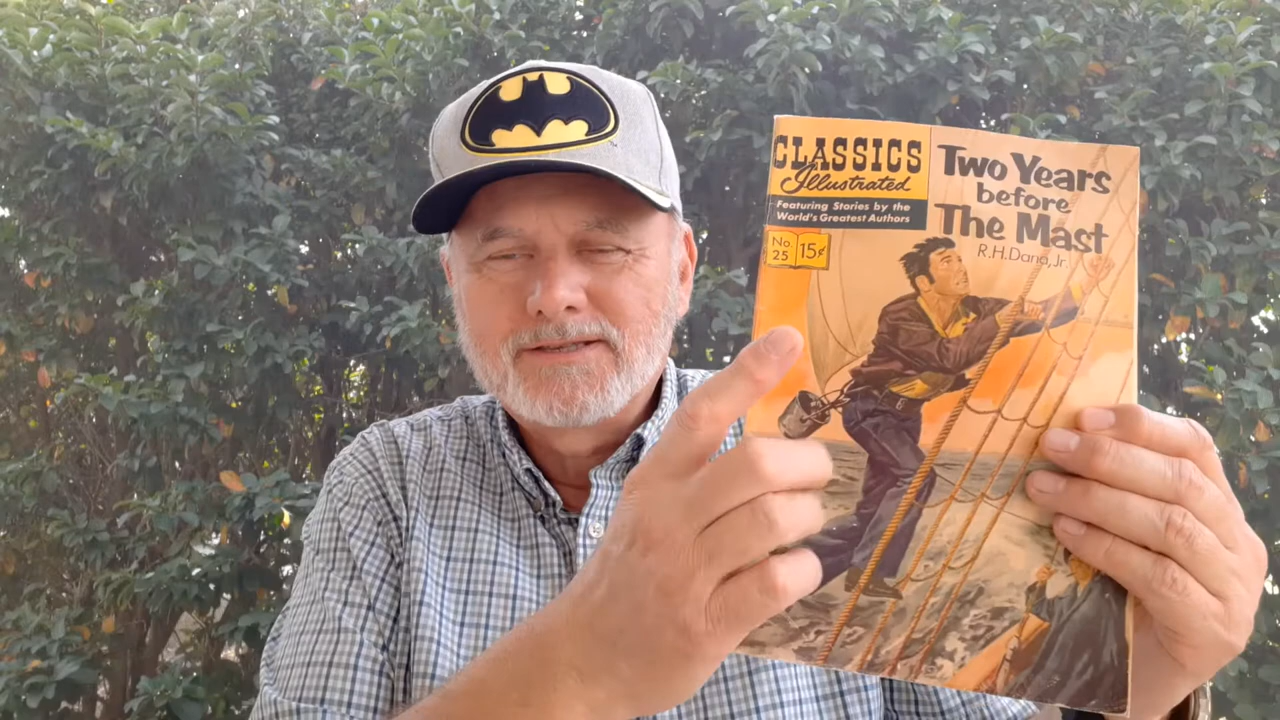 CLASSICS
Illustrated
Featuring Stories by the
World's Greatest Authors
No.
25
15¢
Two Years
before
The Mast
R.H.Dana, Jr.